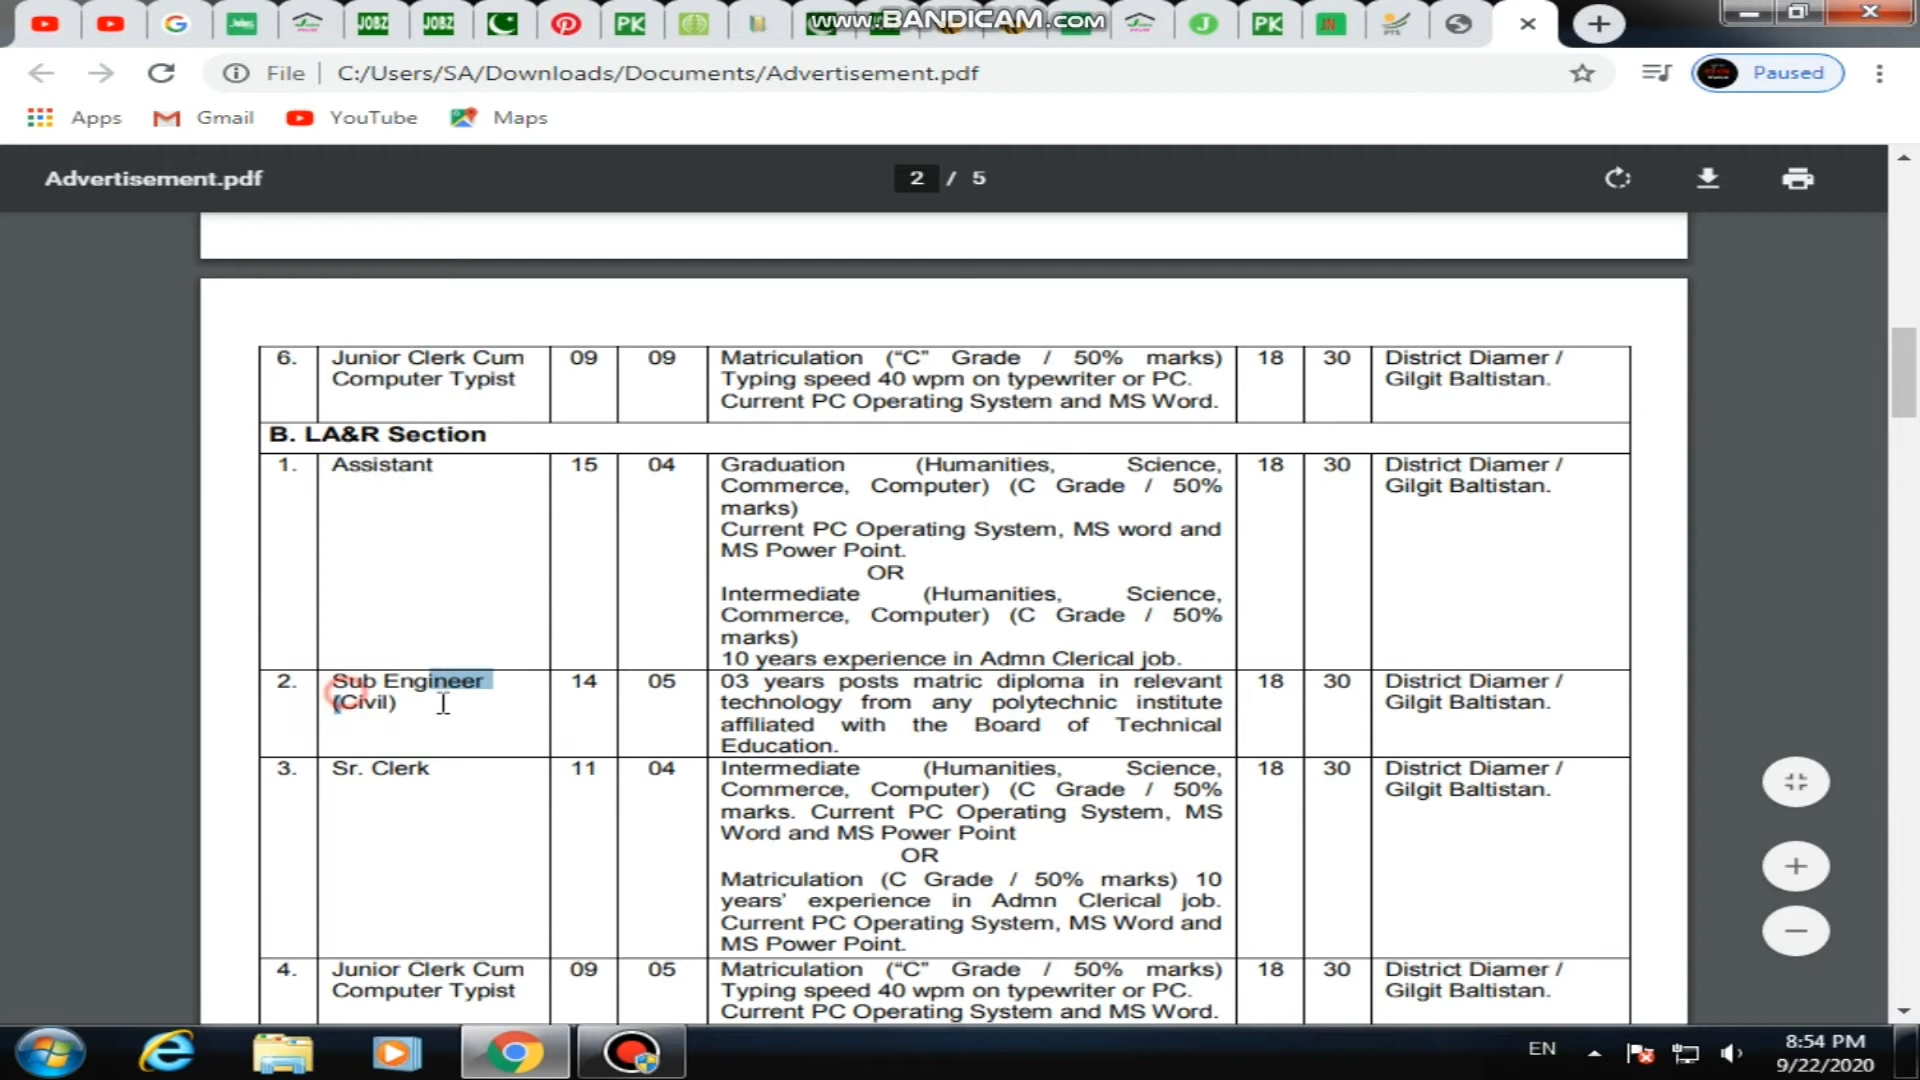 JOBZ JOBZ PK www.BANDICAM.com J PK JN PTS
File C:/Users/SA/Downloads/Documents/Advertisement.pdf Paused
Apps Gmail YouTube Maps
Advertisement.pdf 2 / 5
6. Junior Clerk Cum 09 09 Matriculation (“C” Grade / 50% marks) 18 30 District Diamer /
Computer Typist Typing speed 40 wpm on typewriter or PC. Gilgit Baltistan.
Current PC Operating System and MS Word.
B. LA&R Section
1. Assistant 15 04 Graduation (Humanities, Science, 18 30 District Diamer /
Commerce, Computer) (C Grade / 50% Gilgit Baltistan.
marks)
Current PC Operating System, MS word and
MS Power Point.
OR
Intermediate (Humanities, Science,
Commerce, Computer) (C Grade / 50%
marks)
10 years experience in Admn Clerical job.
2. Sub Engineer 14 05 03 years posts matric diploma in relevant 18 30 District Diamer /
(Civil) technology from any polytechnic institute Gilgit Baltistan.
affiliated with the Board of Technical
Education.
3. Sr. Clerk 11 04 Intermediate (Humanities, Science, 18 30 District Diamer /
Commerce, Computer) (C Grade / 50% Gilgit Baltistan.
marks. Current PC Operating System, MS
Word and MS Power Point
OR
Matriculation (C Grade / 50% marks) 10
years’ experience in Admn Clerical job.
Current PC Operating System, MS Word and
MS Power Point.
4. Junior Clerk Cum 09 05 Matriculation (“C” Grade / 50% marks) 18 30 District Diamer /
Computer Typist Typing speed 40 wpm on typewriter or PC. Gilgit Baltistan.
Current PC Operating System and MS Word.
EN 8:54 PM
9/22/2020